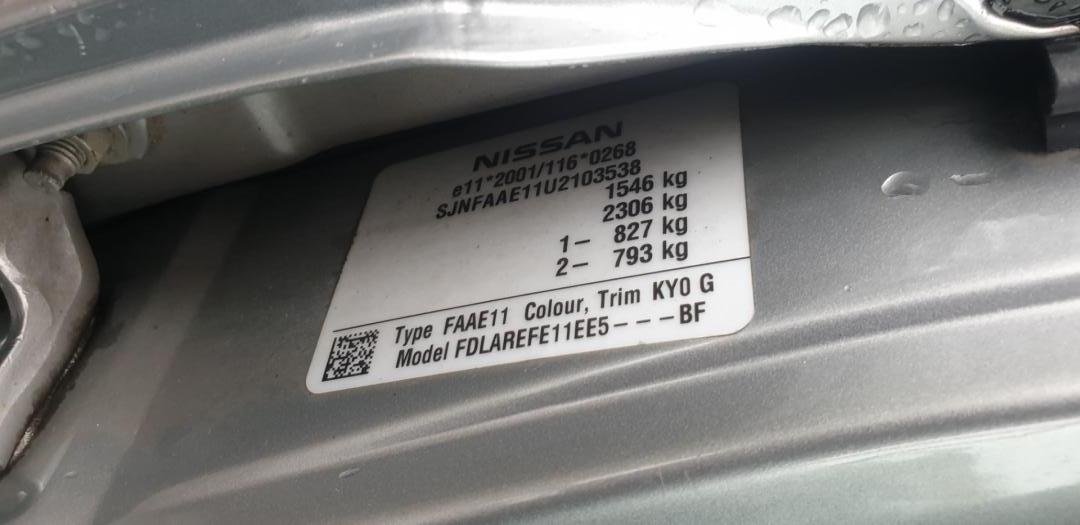 NISSAN
e11*2001/116*0268
SJNFAAE11U2103538
1546 kg
2306 kg
1- 827 kg
2- 793 kg
Type FAAE11 Colour, Trim KY0 G
Model FDLAREFE11EE5---BF